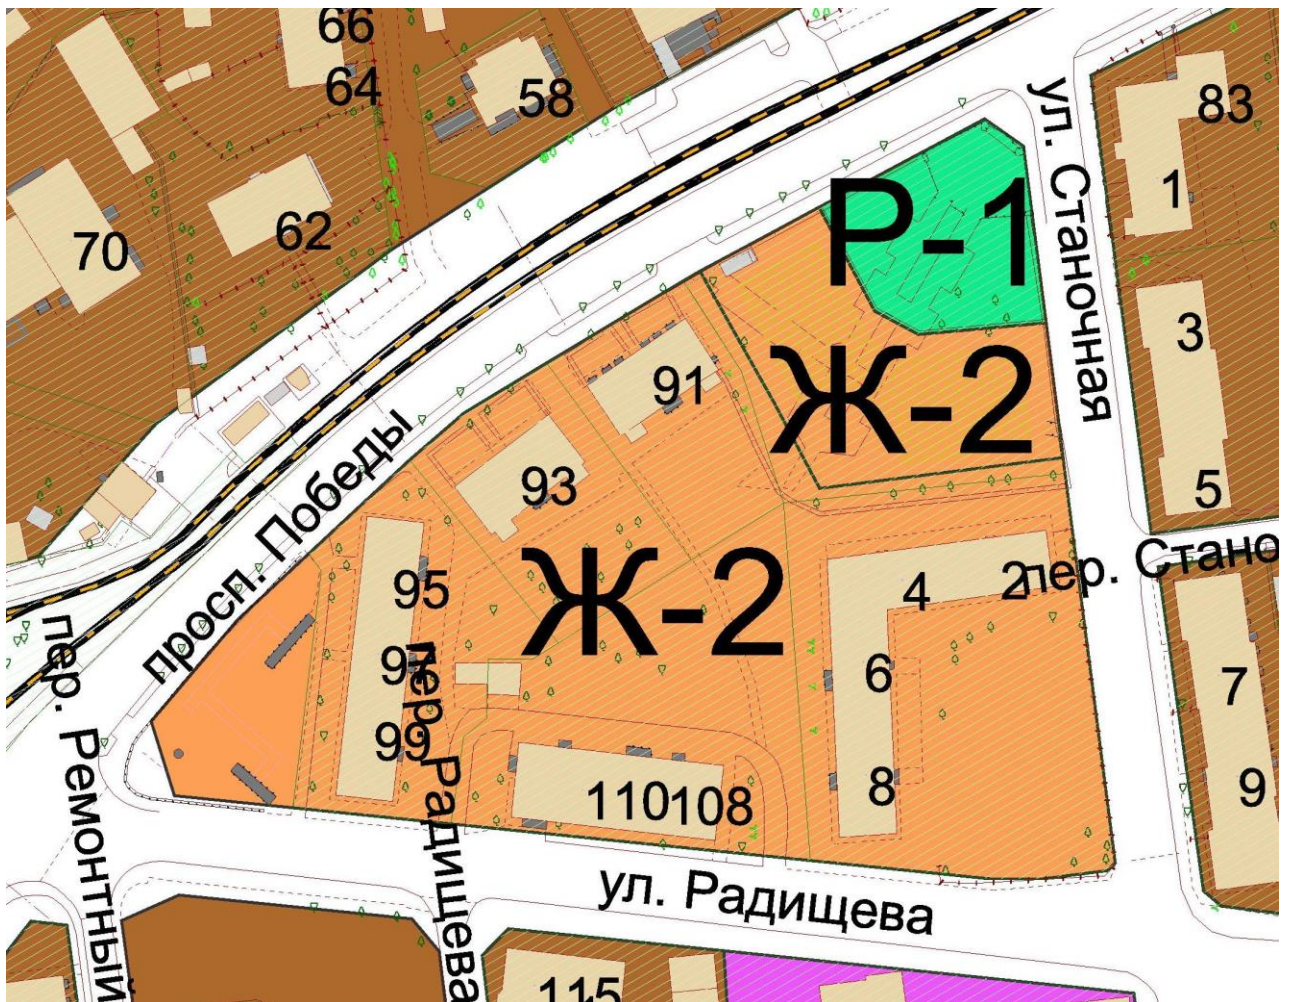 66
64
58
83
1
Р-1
70
62
ул. Станочная
3
91
Ж-2
просп. Победы
93
5
пер. Стано
95
Ж-2
4
2
97
6
7
99
8
9
110
108
пер. Ремонтный
пер. Радищева
ул. Радищева
115